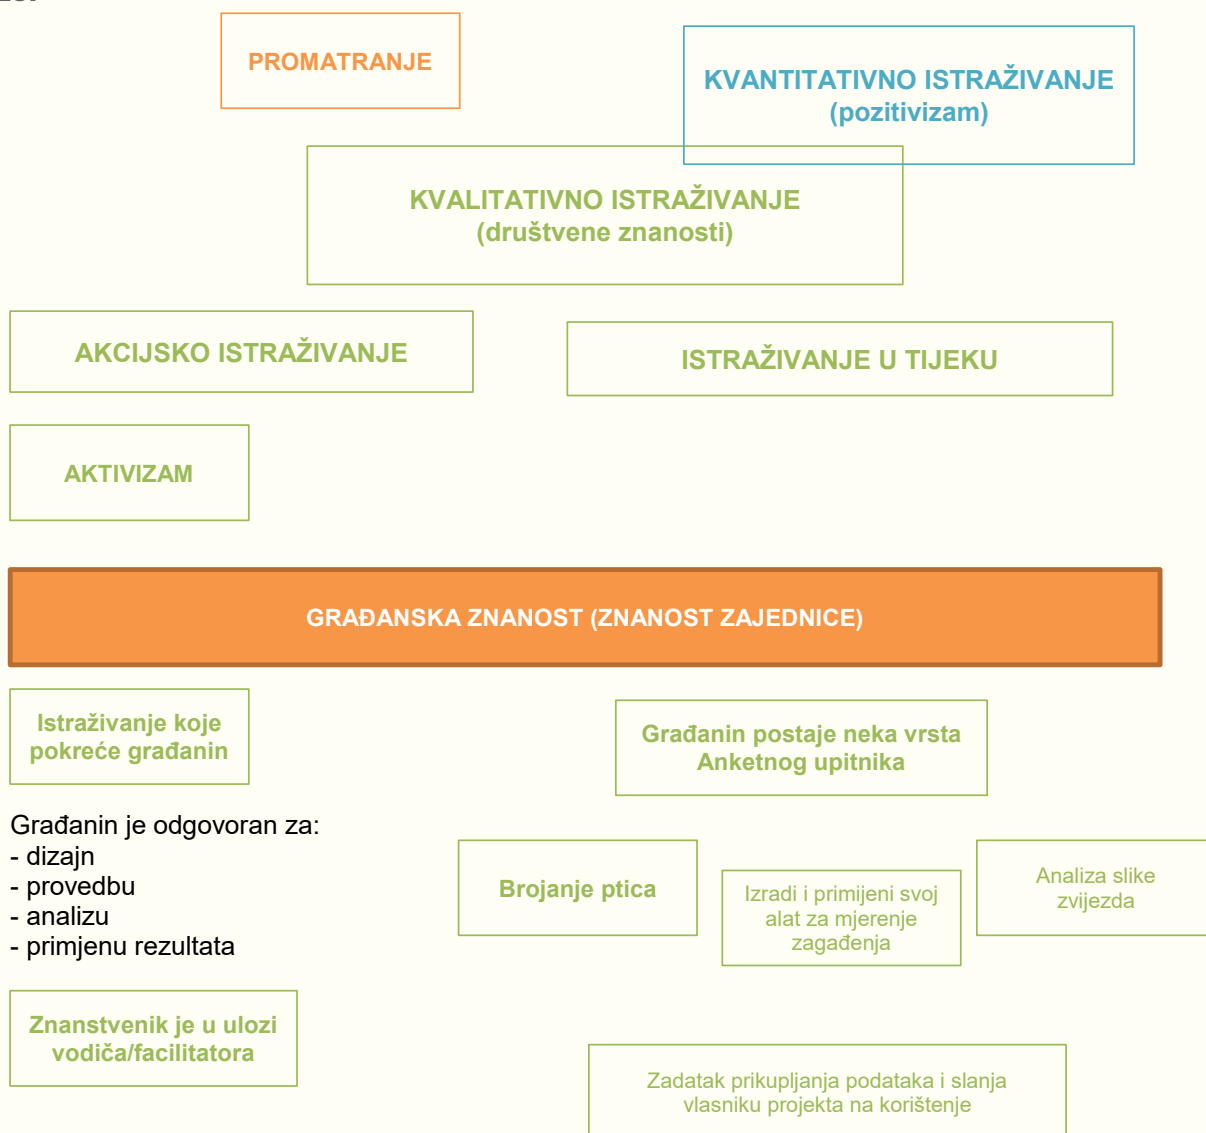 PROMATRANJE
KVANTITATIVNO ISTRAŽIVANJE
(pozitivizam)
KVALITATIVNO ISTRAŽIVANJE
(društvene znanosti)
AKCIJSKO ISTRAŽIVANJE
ISTRAŽIVANJE U TIJEKU
AKTIVIZAM
GRAĐANSKA ZNANOST (ZNANOST ZAJEDNICE)
Istraživanje koje
pokreće građanin
Građanin postaje neka vrsta
Anketnog upitnika
Građanin je odgovoran za:
- dizajn
- provedbu
- analizu
- primjenu rezultata
Brojanje ptica
Izradi i primijeni svoj
alat za mjerenje
zagađenja
Analiza slike
zvijezda
Znanstvenik je u ulozi
vodiča/facilitatora
Zadatak prikupljanja podataka i slanja
vlasniku projekta na korištenje